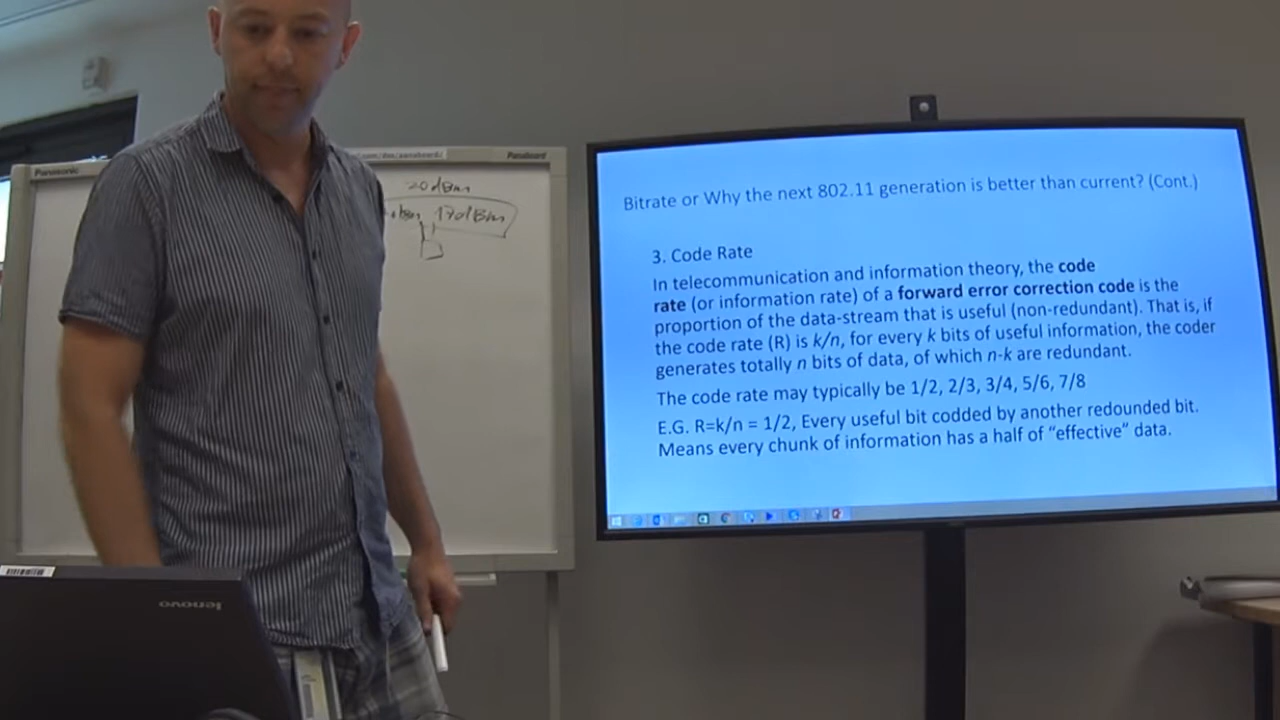 Panasonic
Panaboard
20dBm
17dBm
Bitrate or Why the next 802.11 generation is better than current? (Cont.)
3. Code Rate
In telecommunication and information theory, the code
rate (or information rate) of a forward error correction code is the
proportion of the data-stream that is useful (non-redundant). That is, if
the code rate (R) is k/n, for every k bits of useful information, the coder
generates totally n bits of data, of which n-k are redundant.
The code rate may typically be 1/2, 2/3, 3/4, 5/6, 7/8
E.G. R=k/n = 1/2, Every useful bit codded by another redounded bit.
Means every chunk of information has a half of “effective” data.
lenovo